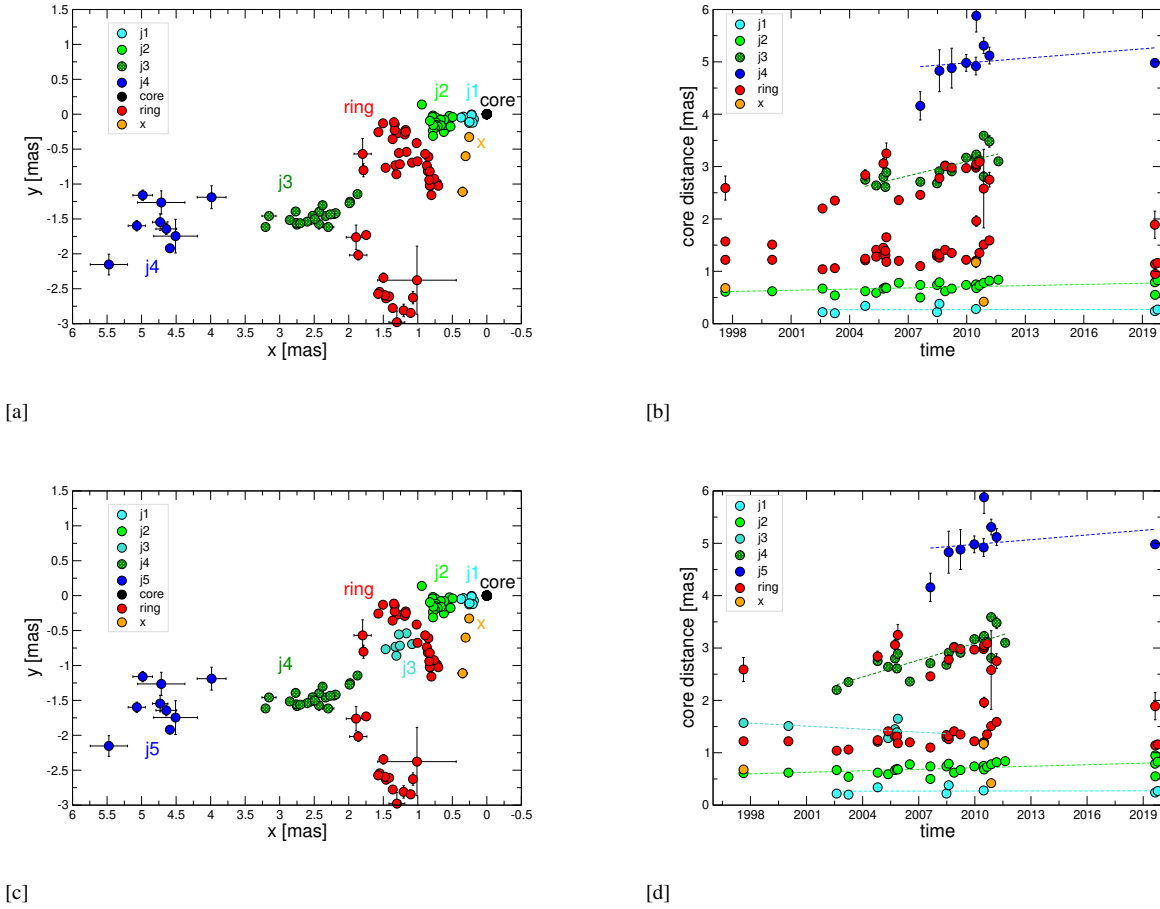 1.5
1
0.5
0
-0.5
-1
-1.5
-2
-2.5
-3
y [mas]
6 5.5 5 4.5 4 3.5 3 2.5 2 1.5 1 0.5 0 -0.5
x [mas]
j1
j2
j3
j4
core
ring
x
ring
j2
j1
core
x
j3
j4
[a]
6
5
4
3
2
1
0
core distance [mas]
1998 2001 2004 2007 2010 2013 2016 2019
time
j1
j2
j3
j4
ring
x
[b]
1.5
1
0.5
0
-0.5
-1
-1.5
-2
-2.5
-3
y [mas]
6 5.5 5 4.5 4 3.5 3 2.5 2 1.5 1 0.5 0 -0.5
x [mas]
j1
j2
j3
j4
j5
core
ring
x
ring
j2
j1
core
x
j3
j4
j5
[c]
6
5
4
3
2
1
0
core distance [mas]
1998 2001 2004 2007 2010 2013 2016 2019
time
j1
j2
j3
j4
j5
ring
x
[d]